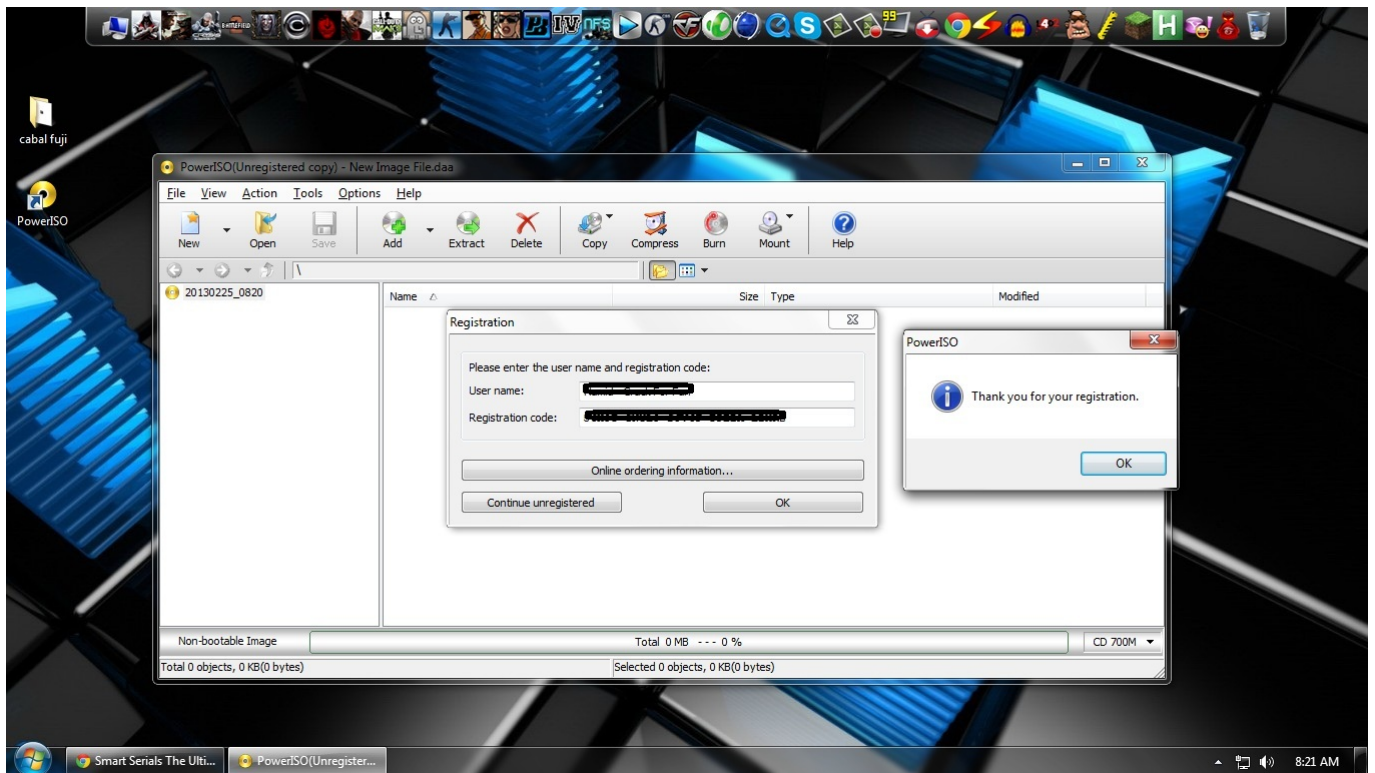 99
cabal fuji
PowerISO
PowerISO(Unregistered copy) - New Image File.daa
File View Action Tools Options Help
New Open Save Add Extract Delete Copy Compress Burn Mount Help
\
20130225_0820
Name Size Type Modified
Registration
Please enter the user name and registration code:
User name:
Registration code:
Online ordering information...
Continue unregistered OK
PowerISO
Thank you for your registration.
OK
Non-bootable Image Total 0 MB --- 0 % CD 700M
Total 0 objects, 0 KB(0 bytes) Selected 0 objects, 0 KB(0 bytes)
Smart Serials The Ulti... PowerISO(Unregister... 8:21 AM